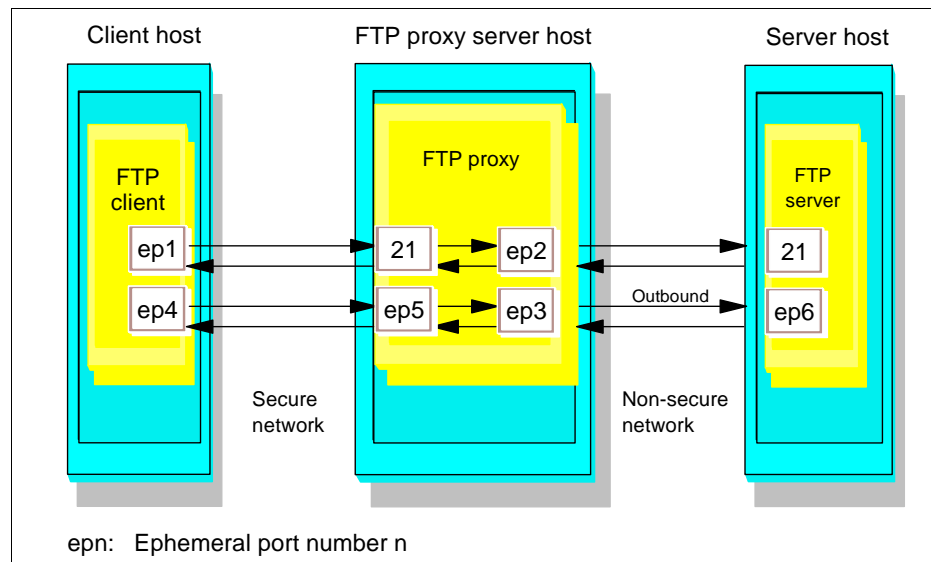 Client host
FTP proxy server host
Server host
FTP
client
FTP proxy
FTP
server
ep1
21
ep2
21
ep4
ep5
ep3
Outbound
ep6
Secure
network
Non-secure
network
epn: Ephemeral port number n